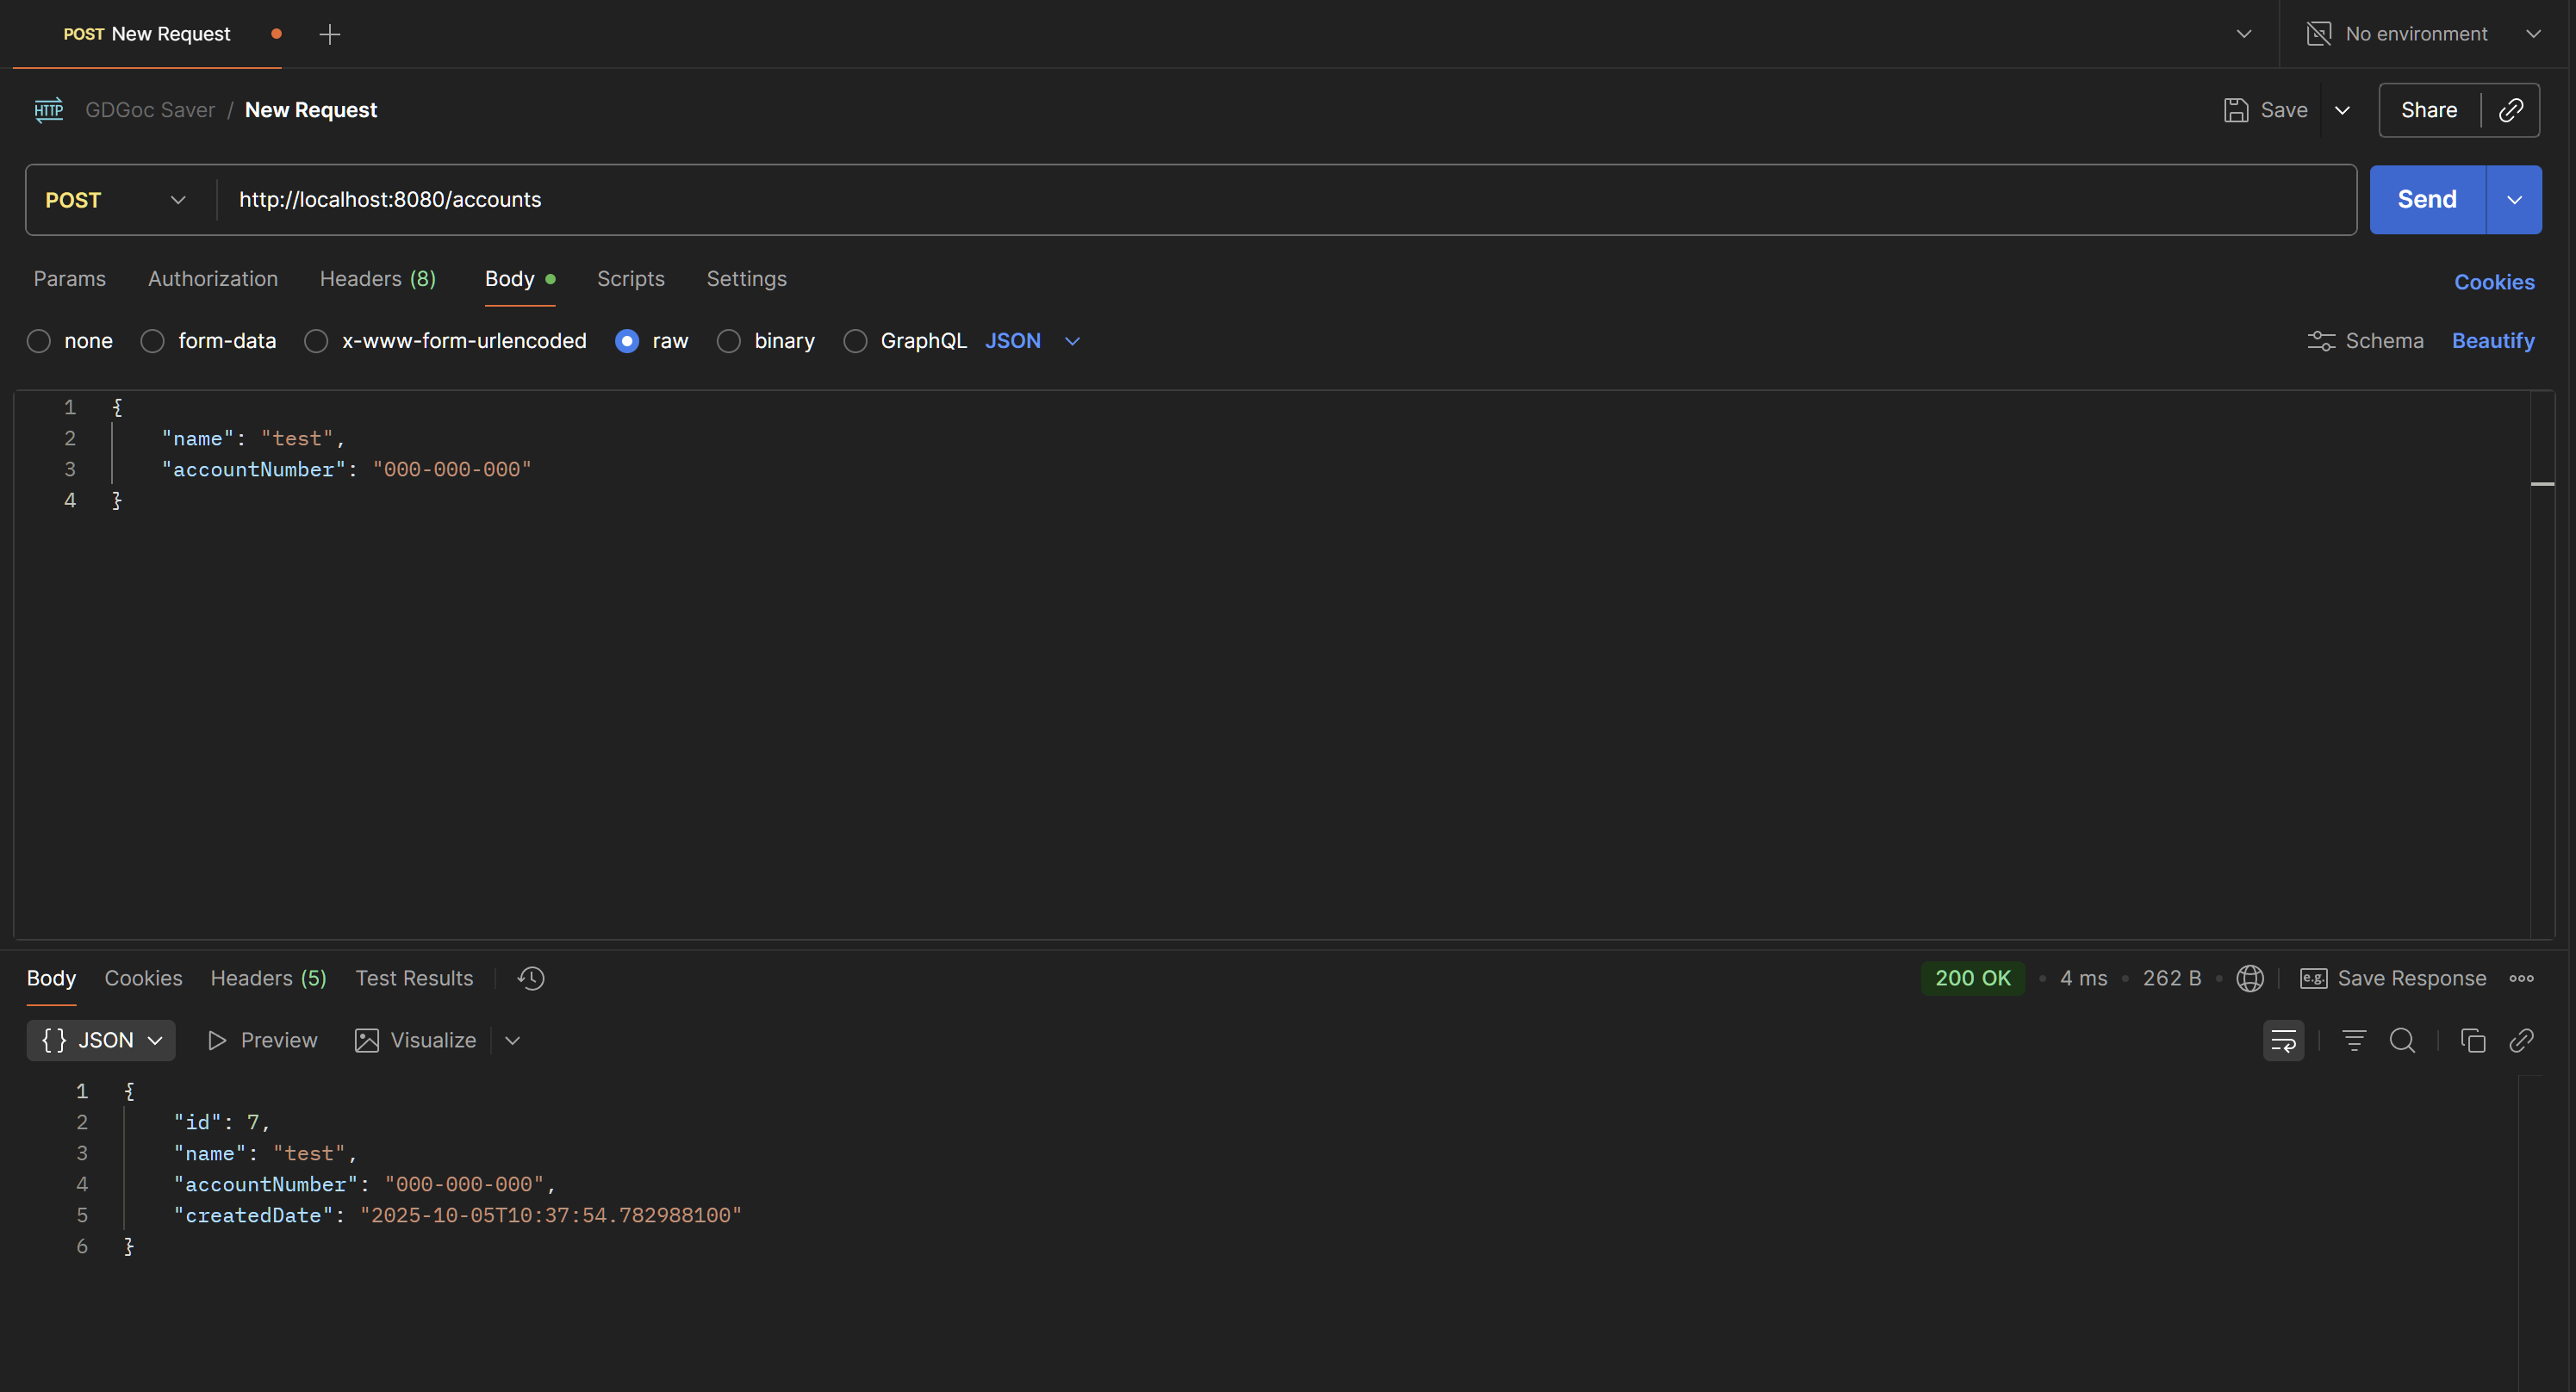 POST New Request
No environment
HTTP GDGoc Saver / New Request
Save
Share
POST http://localhost:8080/accounts
Send
Params Authorization Headers (8) Body Scripts Settings
Cookies
none form-data x-www-form-urlencoded raw binary GraphQL JSON
Schema Beautify
1 {
2 "name": "test",
3 "accountNumber": "000-000-000"
4 }
Body Cookies Headers (5) Test Results
200 OK • 4 ms • 262 B • e.g. Save Response
{} JSON Preview Visualize
1 {
2 "id": 7,
3 "name": "test",
4 "accountNumber": "000-000-000",
5 "createdDate": "2025-10-05T10:37:54.782988100"
6 }